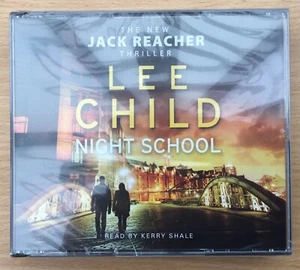 THE NEW
JACK REACHER
THRILLER
LEE
CHILD
NIGHT SCHOOL
READ BY KERRY SHALE